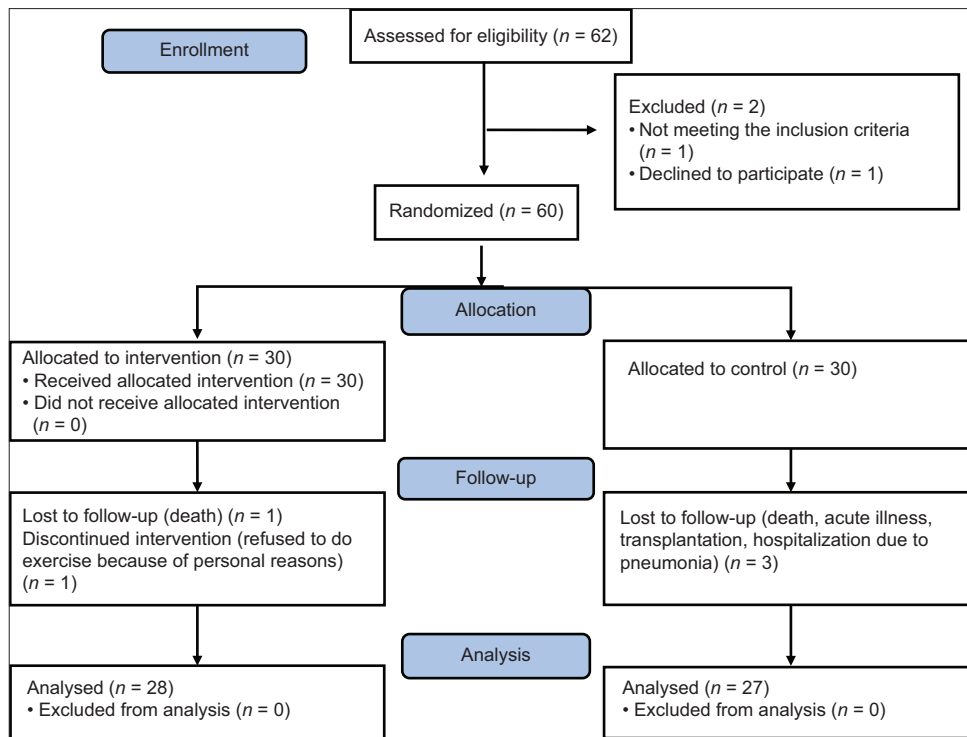 Enrollment
Assessed for eligibility (n = 62)
Excluded (n = 2)
• Not meeting the inclusion criteria
(n = 1)
• Declined to participate (n = 1)
Randomized (n = 60)
Allocation
Allocated to intervention (n = 30)
• Received allocated intervention (n = 30)
• Did not receive allocated intervention
(n = 0)
Allocated to control (n = 30)
Follow-up
Lost to follow-up (death) (n = 1)
Discontinued intervention (refused to do
exercise because of personal reasons)
(n = 1)
Lost to follow-up (death, acute illness,
transplantation, hospitalization due to
pneumonia) (n = 3)
Analysis
Analysed (n = 28)
• Excluded from analysis (n = 0)
Analysed (n = 27)
• Excluded from analysis (n = 0)